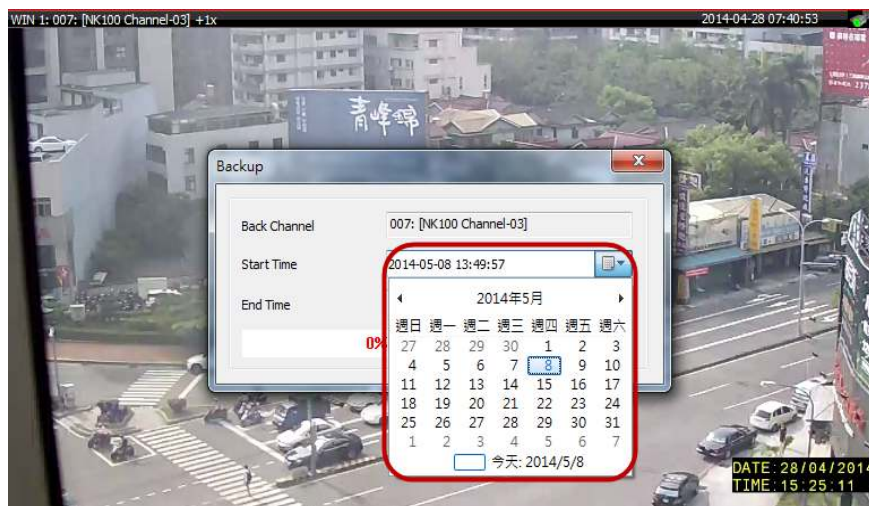 WIN 1: 007: [NK100 Channel-03] +1x
2014-04-28 07:40:53
青峰錦
Backup
Back Channel
007: [NK100 Channel-03]
Start Time
2014-05-08 13:49:57
End Time
0%
2014年5月
週日 週一 週二 週三 週四 週五 週六
27 28 29 30 1 2 3
4 5 6 7 8 9 10
11 12 13 14 15 16 17
18 19 20 21 22 23 24
25 26 27 28 29 30 31
1 2 3 4 5 6 7
今天: 2014/5/8
DATE:28/04/2014
TIME:15:25:11